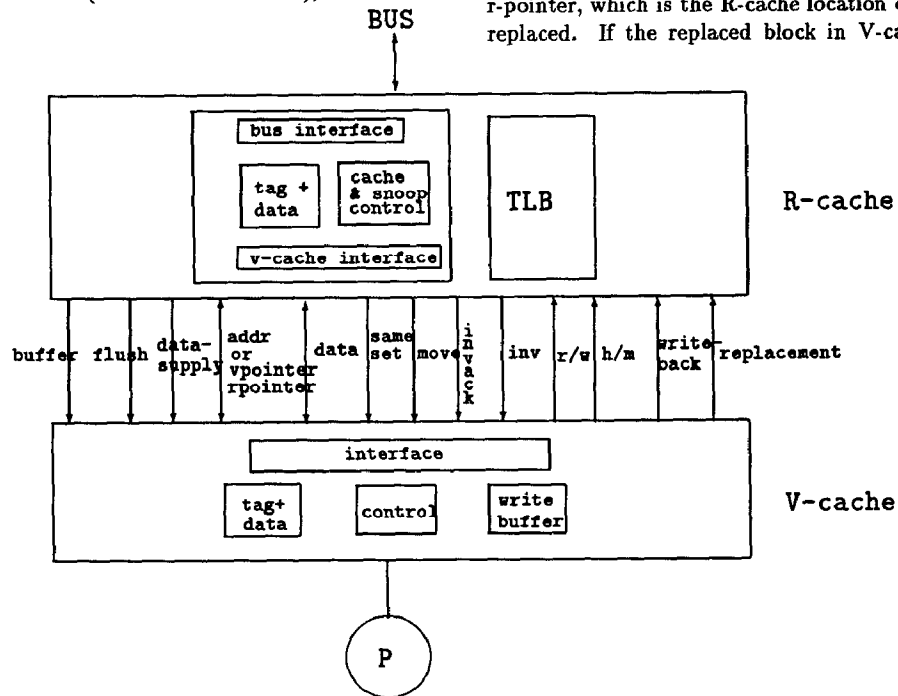 r-pointer, which is the R-cache location
replaced. If the replaced block in V-ca
BUS
bus interface
tag +
data
cache
& snoop
control
v-cache interface
TLB
R-cache
buffer
flush
data-
supply
addr
or
vpointer
rpointer
data
same
set
move
invack
inv
r/w
h/m
write-
back
replacement
interface
tag+
data
control
write
buffer
V-cache
P